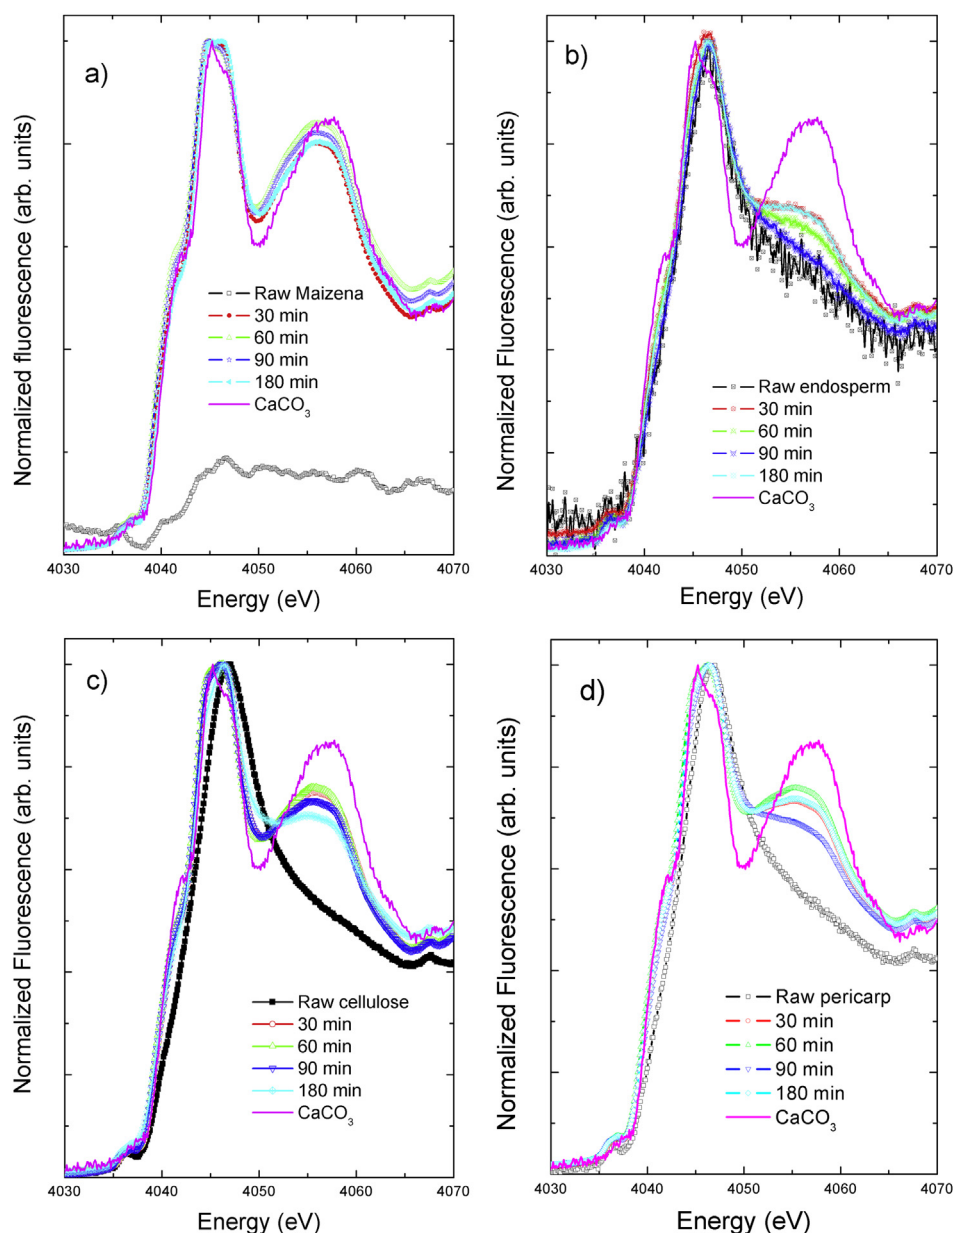 a)
Normalized fluorescence (arb. units)
Raw Maizena
30 min
60 min
90 min
180 min
CaCO3
4030 4040 4050 4060 4070
Energy (eV)
b)
Normalized Fluorescence (arb. units)
Raw endosperm
30 min
60 min
90 min
180 min
CaCO3
4030 4040 4050 4060 4070
Energy (eV)
c)
Normalized Fluorescence (arb. units)
Raw cellulose
30 min
60 min
90 min
180 min
CaCO3
4030 4040 4050 4060 4070
Energy (eV)
d)
Normalized Fluorescence (arb. units)
Raw pericarp
30 min
60 min
90 min
180 min
CaCO3
4030 4040 4050 4060 4070
Energy (eV)